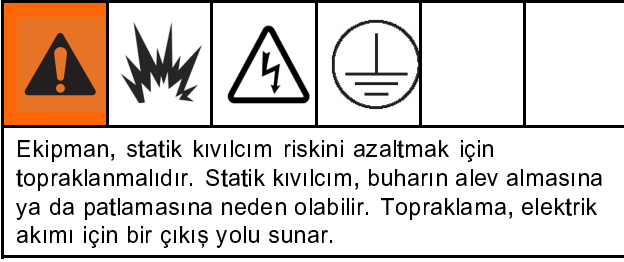 Ekipman, statik kıvılcım riskini azaltmak için
topraklanmalıdır. Statik kıvılcım, buharın alev almasına
ya da patlamasına neden olabilir. Topraklama, elektrik
akımı için bir çıkış yolu sunar.